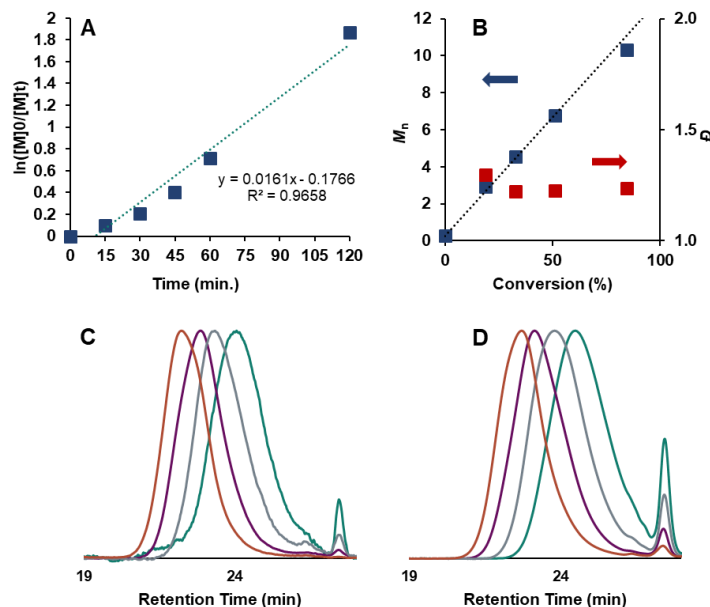 A
ln([M]0/[M]t)
2
1.8
1.6
1.4
1.2
1
0.8
0.6
0.4
0.2
0
y = 0.0161x - 0.1766
R² = 0.9658
0 15 30 45 60 75 90 105 120
Time (min.)
B
Mn
12
10
8
6
4
2
0
2.0
1.5
1.0
Đ
0 50 100
Conversion (%)
C
19 24
Retention Time (min)
D
19 24
Retention Time (min)